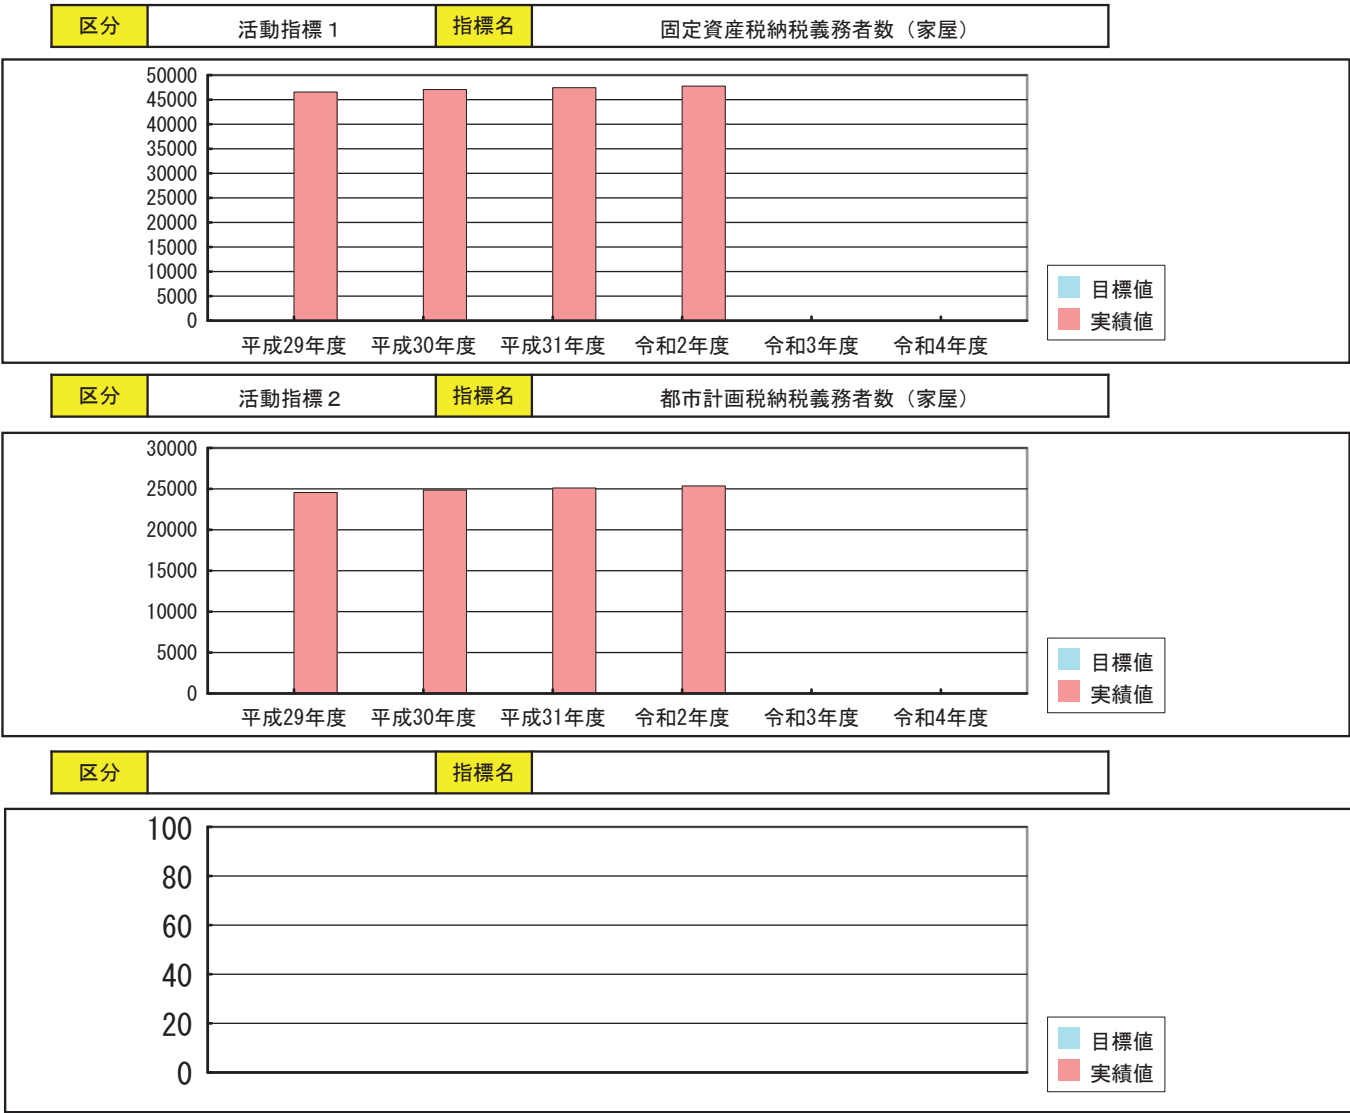 区分 活動指標１ 指標名 固定資産税納税義務者数（家屋）
50000
45000
40000
35000
30000
25000
20000
15000
10000
5000
0
平成29年度 平成30年度 平成31年度 令和2年度 令和3年度 令和4年度
目標値
実績値
区分 活動指標２ 指標名 都市計画税納税義務者数（家屋）
30000
25000
20000
15000
10000
5000
0
平成29年度 平成30年度 平成31年度 令和2年度 令和3年度 令和4年度
目標値
実績値
区分 指標名
100
80
60
40
20
0
目標値
実績値